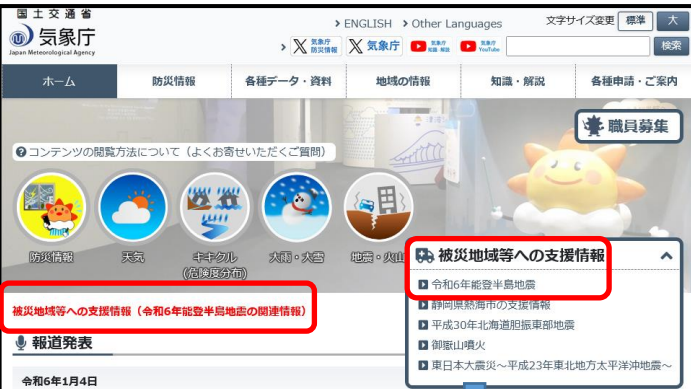 国土交通省
気象庁
Japan Meteorological Agency
ENGLISH Other Languages 文字サイズ変更 標準 大
X 気象庁防災情報 X 気象庁 気象庁 YouTube 検索
ホーム 防災情報 各種データ・資料 地域の情報 知識・解説 各種申請・ご案内
職員募集
コンテンツの閲覧方法について（よくお寄せいただくご質問）
防災情報 天気 キキクル 大雨・大雪 地震・火山
(危険度分布)
被災地域等への支援情報
令和6年能登半島地震
静岡県熱海市の支援情報
平成30年北海道胆振東部地震
御嶽山噴火
東日本大震災～平成23年東北地方太平洋沖地震～
被災地域等への支援情報（令和6年能登半島地震の関連情報）
報道発表
令和6年1月4日